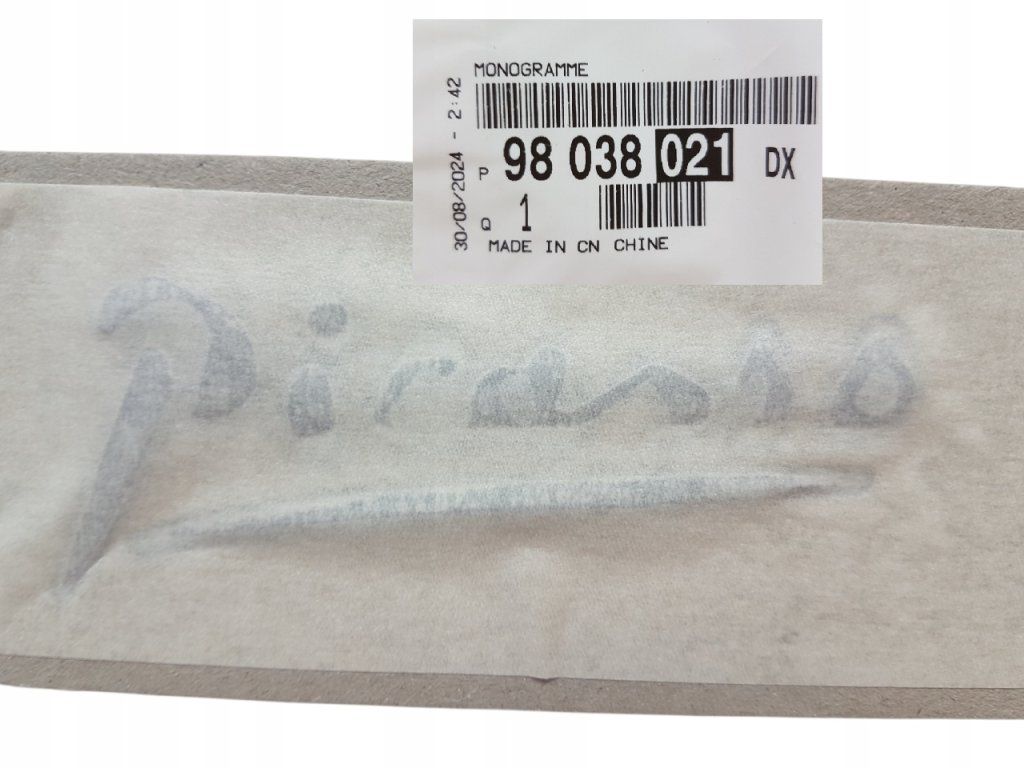 MONOGRAMME
30/08/2024 - 2:42
P 98 038 021 DX
Q 1
MADE IN CN CHINE
Picasso